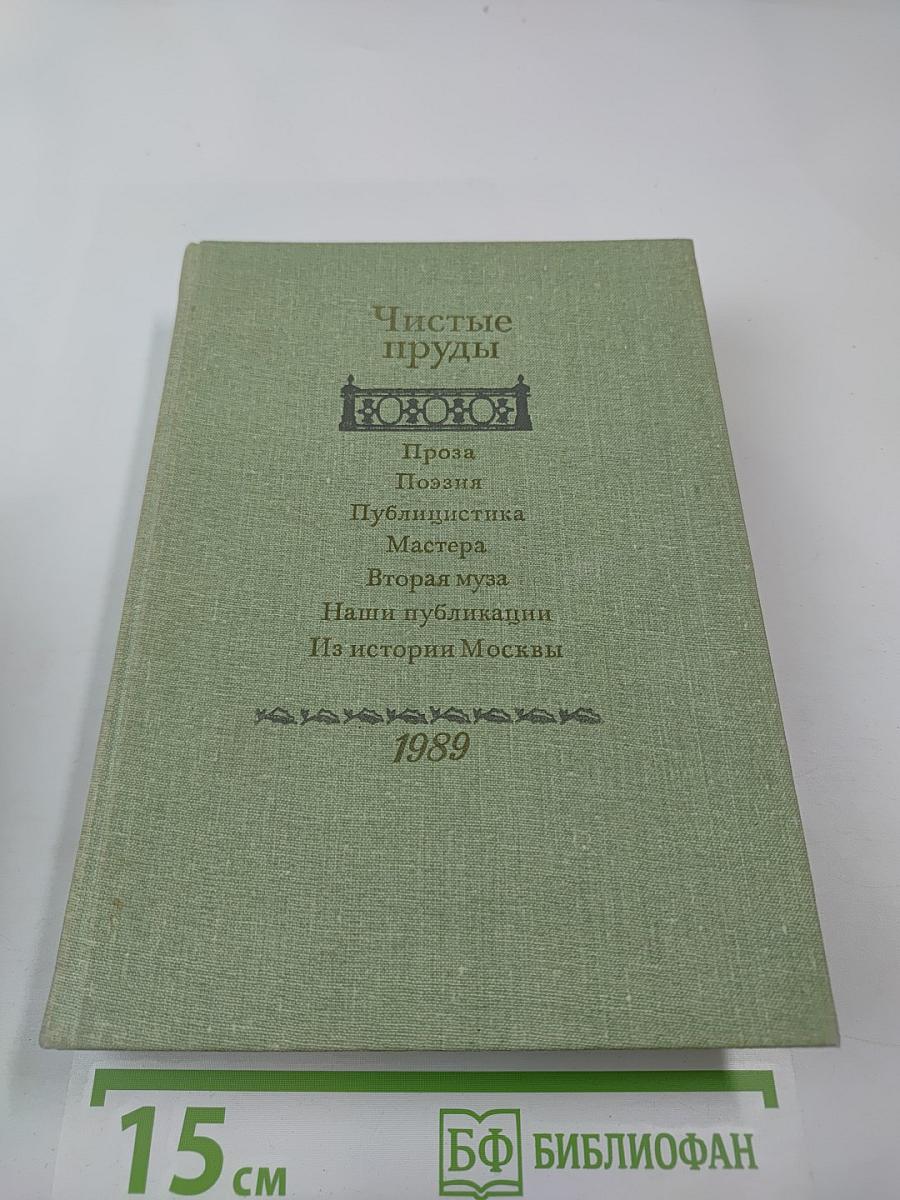 Чистые
пруды
Проза
Поэзия
Публицистика
Мастера
Вторая муза
Наши публикации
Из истории Москвы
1989
15 см
БФ БИБЛИОФАН